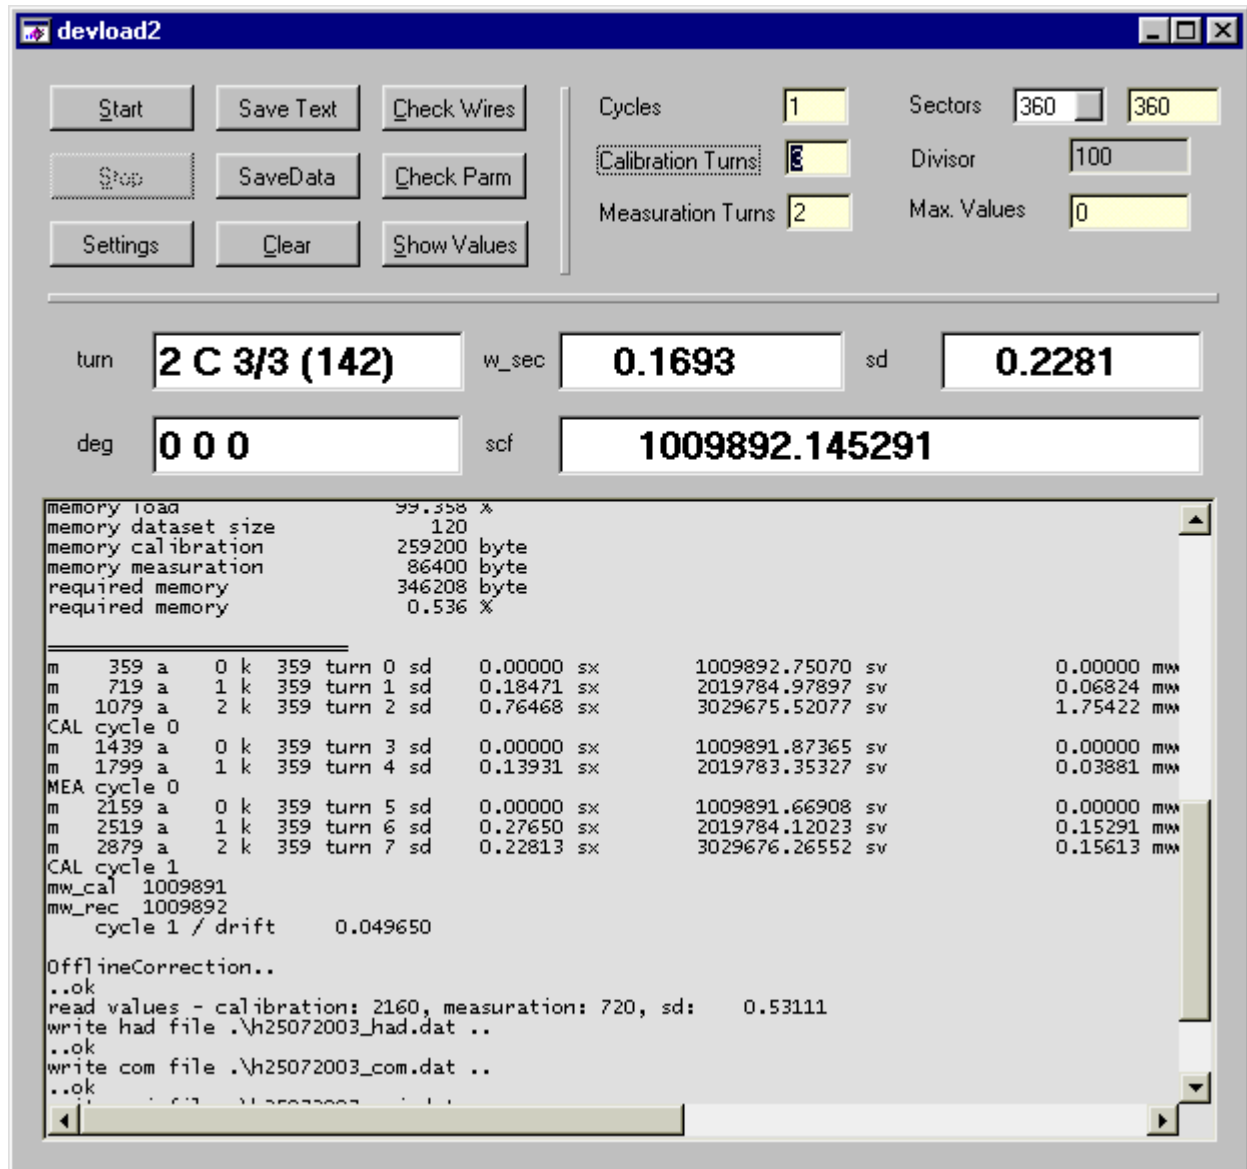 devload2
Start Save Text Check Wires Cycles 1 Sectors 360 360
Stop SaveData Check Parm Calibration Turns 3 Divisor 100
Settings Clear Show Values Measuration Turns 2 Max. Values 0
turn 2 C 3/3 (142) w_sec 0.1693 sd 0.2281
deg 0 0 0 scf 1009892.145291
memory load 99.358 %
memory dataset size 120
memory calibration 259200 byte
memory measuration 86400 byte
required memory 346208 byte
required memory 0.536 %
m 359 a 0 k 359 turn 0 sd 0.00000 sx 1009892.75070 sv 0.00000 mw
m 719 a 1 k 359 turn 1 sd 0.18471 sx 2019784.97897 sv 0.06824 mw
m 1079 a 2 k 359 turn 2 sd 0.76468 sx 3029675.52077 sv 1.75422 mw
CAL cycle 0
m 1439 a 0 k 359 turn 3 sd 0.00000 sx 1009891.87365 sv 0.00000 mw
m 1799 a 1 k 359 turn 4 sd 0.13931 sx 2019783.35327 sv 0.03881 mw
MEA cycle 0
m 2159 a 0 k 359 turn 5 sd 0.00000 sx 1009891.66908 sv 0.00000 mw
m 2519 a 1 k 359 turn 6 sd 0.27650 sx 2019784.12023 sv 0.15291 mw
m 2879 a 2 k 359 turn 7 sd 0.22813 sx 3029676.26552 sv 0.15613 mw
CAL cycle 1
mw_cal 1009891
mw_rec 1009892
cycle 1 / drift 0.049650
OfflineCorrection..
..ok
read values - calibration: 2160, measuration: 720, sd: 0.53111
write had file .\h25072003_had.dat ..
..ok
write com file .\h25072003_com.dat ..
..ok